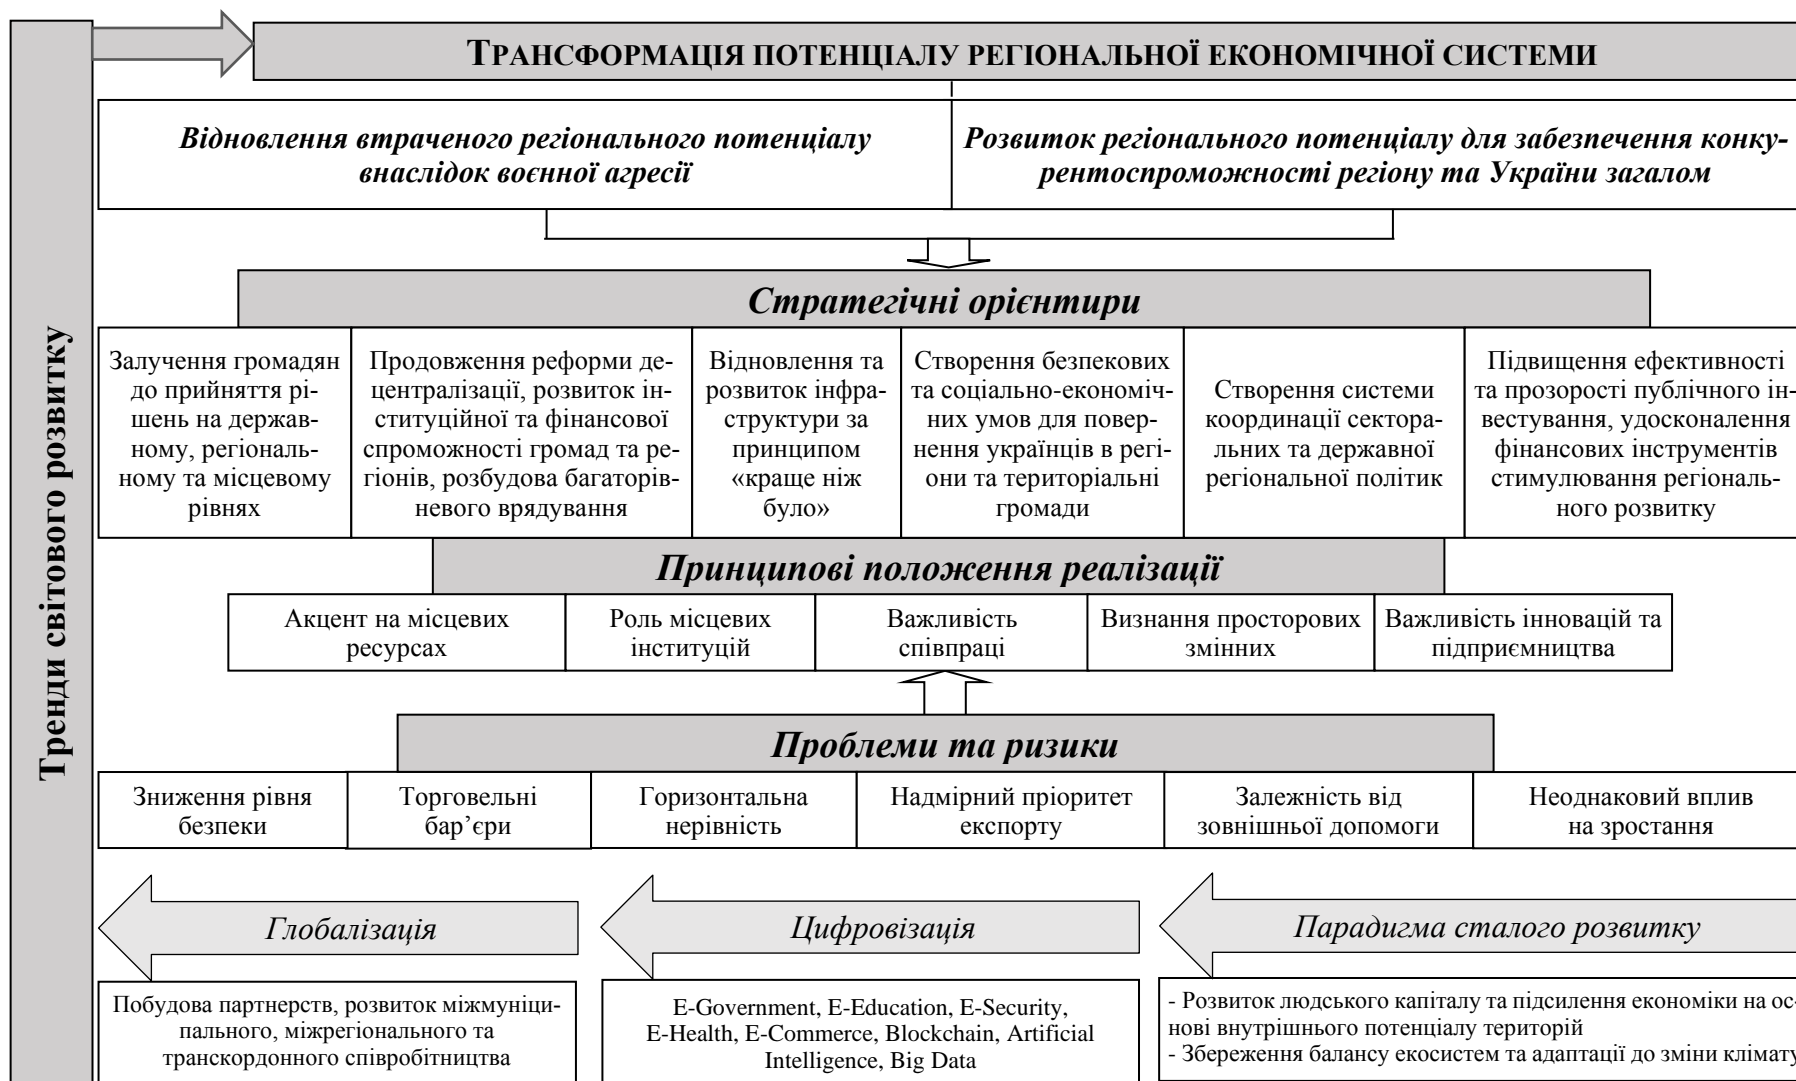 Тренди світового розвитку
ТРАНСФОРМАЦІЯ ПОТЕНЦІАЛУ РЕГІОНАЛЬНОЇ ЕКОНОМІЧНОЇ СИСТЕМИ
Відновлення втраченого регіонального потенціалу
внаслідок воєнної агресії
Розвиток регіонального потенціалу для забезпечення конку-
рентоспроможності регіону та України загалом
Стратегічні орієнтири
Залучення громадян
до прийняття рі-
шень на держав-
ному, регіональ-
ному та місцевому
рівнях
Продовження реформи де-
централізації, розвиток ін-
ституційної та фінансової
спроможності громад та ре-
гіонів, розбудова багаторів-
невого врядування
Відновлення та
розвиток інфра-
структури за
принципом
«краще ніж
було»
Створення безпекових
та соціально-економіч-
них умов для повер-
нення українців в регі-
они та територіальні
громади
Створення системи
координації секто-
ральних та державної
регіональної політик
Підвищення ефективності
та прозорості публічного ін-
вестування, удосконалення
фінансових інструментів
стимулювання регіональ-
ного розвитку
Принципові положення реалізації
Акцент на місцевих
ресурсах
Роль місцевих
інституцій
Важливість
співпраці
Визнання просторових
змінних
Важливість інновацій та
підприємництва
Проблеми та ризики
Зниження рівня
безпеки
Торговельні
бар’єри
Горизонтальна
нерівність
Надмірний пріоритет
експорту
Залежність від
зовнішньої допомоги
Неоднаковий вплив
на зростання
Глобалізація
Цифровізація
Парадигма сталого розвитку
Побудова партнерств, розвиток міжмуніци-
пального, міжрегіонального та
транскордонного співробітництва
E-Government, E-Education, E-Security,
E-Health, E-Commerce, Blockchain, Artificial
Intelligence, Big Data
- Розвиток людського капіталу та підсилення економіки на ос-
нові внутрішнього потенціалу територій
- Збереження балансу екосистем та адаптації до зміни клімату